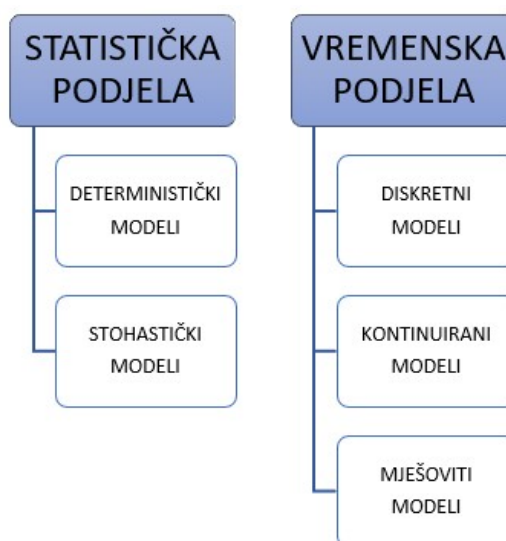 STATISTIČKA
PODJELA
DETERMINISTIČKI
MODELI
STOHASTIČKI
MODELI
VREMENSKA
PODJELA
DISKRETNI
MODELI
KONTINUIRANI
MODELI
MJEŠOVITI
MODELI